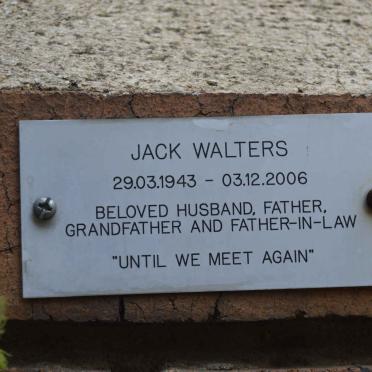 JACK WALTERS
29.03.1943 - 03.12.2006
BELOVED HUSBAND, FATHER,
GRANDFATHER AND FATHER-IN-LAW
"UNTIL WE MEET AGAIN"